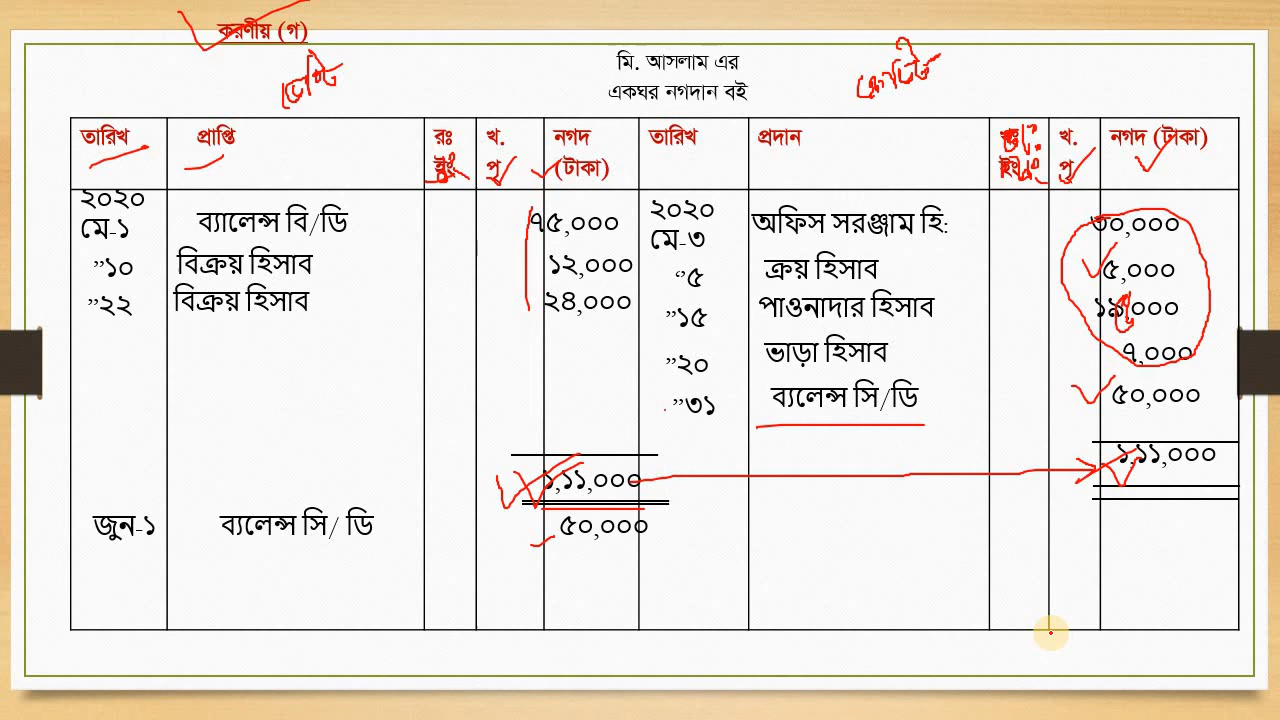 করণীয় (গ)
ডেবিট
মি. আসলাম এর
ক্রেডিট
একঘর নগদান বই
তারিখ প্রাপ্তি রঃ খ. নগদ তারিখ প্রদান খ. নগদ (টাকা)
পৃ (টাকা) পৃ
২০২০ ২০২০
মে-১ ব্যালেন্স বি/ডি ৭৫,০০০ মে-৩ অফিস সরঞ্জাম হি: ৩০,০০০
”১০ বিক্রয় হিসাব ১২,০০০ “৫ ক্রয় হিসাব ৫,০০০
”২২ বিক্রয় হিসাব ২৪,০০০ ”১৫ পাওনাদার হিসাব
”২০ ভাড়া হিসাব ৭,০০০
”৩১ ব্যলেন্স সি/ডি ৫০,০০০
১,১১,০০০ ১,১১,০০০
জুন-১ ব্যলেন্স সি/ ডি ৫০,০০০